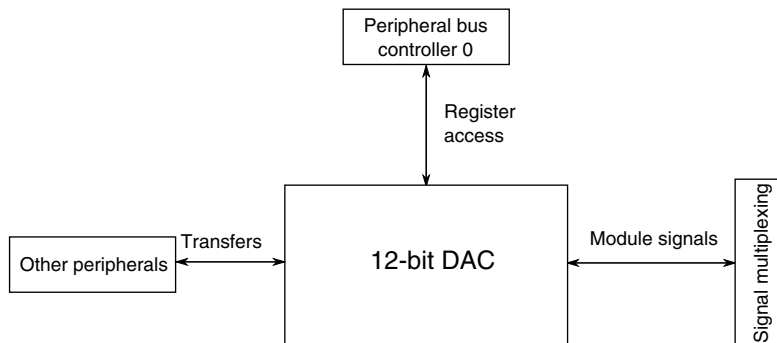 Peripheral bus
controller 0
Register
access
Transfers
Other peripherals
12-bit DAC
Module signals
Signal multiplexing